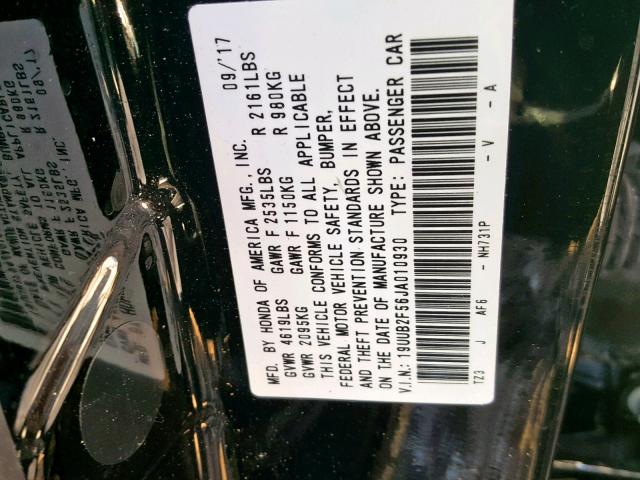 MFD. BY HONDA OF AMERICA MFG., INC. 09/'17
GVWR 4619LBS GAWR F 2535LBS R 2161LBS
GVWR 2095KG GAWR F 1150KG R 980KG
THIS VEHICLE CONFORMS TO ALL APPLICABLE
FEDERAL MOTOR VEHICLE SAFETY, BUMPER,
AND THEFT PREVENTION STANDARDS IN EFFECT
ON THE DATE OF MANUFACTURE SHOWN ABOVE.
V.I.N.: 19UUB2F56JA010930 TYPE: PASSENGER CAR
TZ3 J AF6 - NH731P - V - A